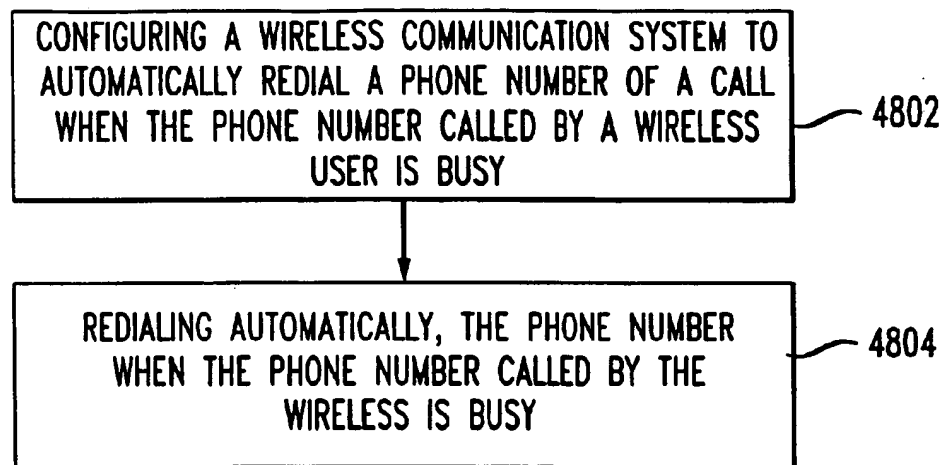 CONFIGURING A WIRELESS COMMUNICATION SYSTEM TO
AUTOMATICALLY REDIAL A PHONE NUMBER OF A CALL
WHEN THE PHONE NUMBER CALLED BY A WIRELESS
USER IS BUSY
4802
REDIALING AUTOMATICALLY, THE PHONE NUMBER
WHEN THE PHONE NUMBER CALLED BY THE
WIRELESS IS BUSY
4804